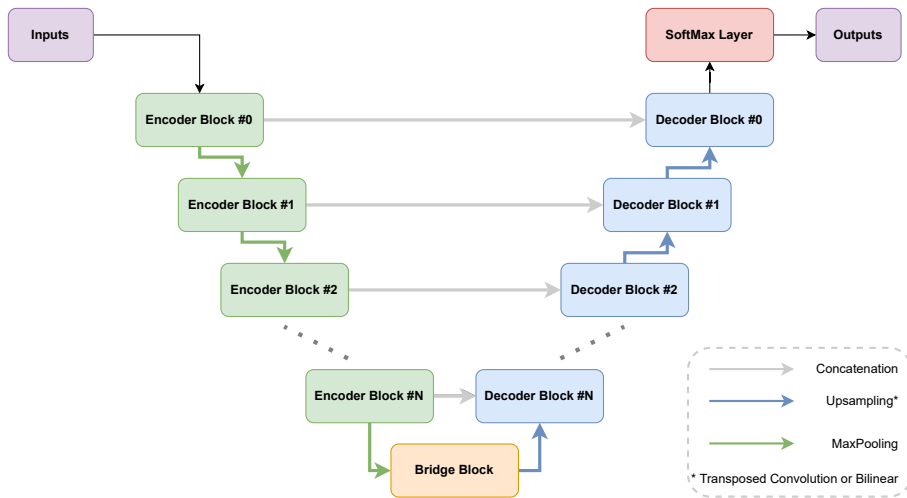 Inputs
SoftMax Layer
Outputs
Encoder Block #0
Decoder Block #0
Encoder Block #1
Decoder Block #1
Encoder Block #2
Decoder Block #2
Encoder Block #N
Decoder Block #N
Bridge Block
Concatenation
Upsampling*
MaxPooling
* Transposed Convolution or Bilinear